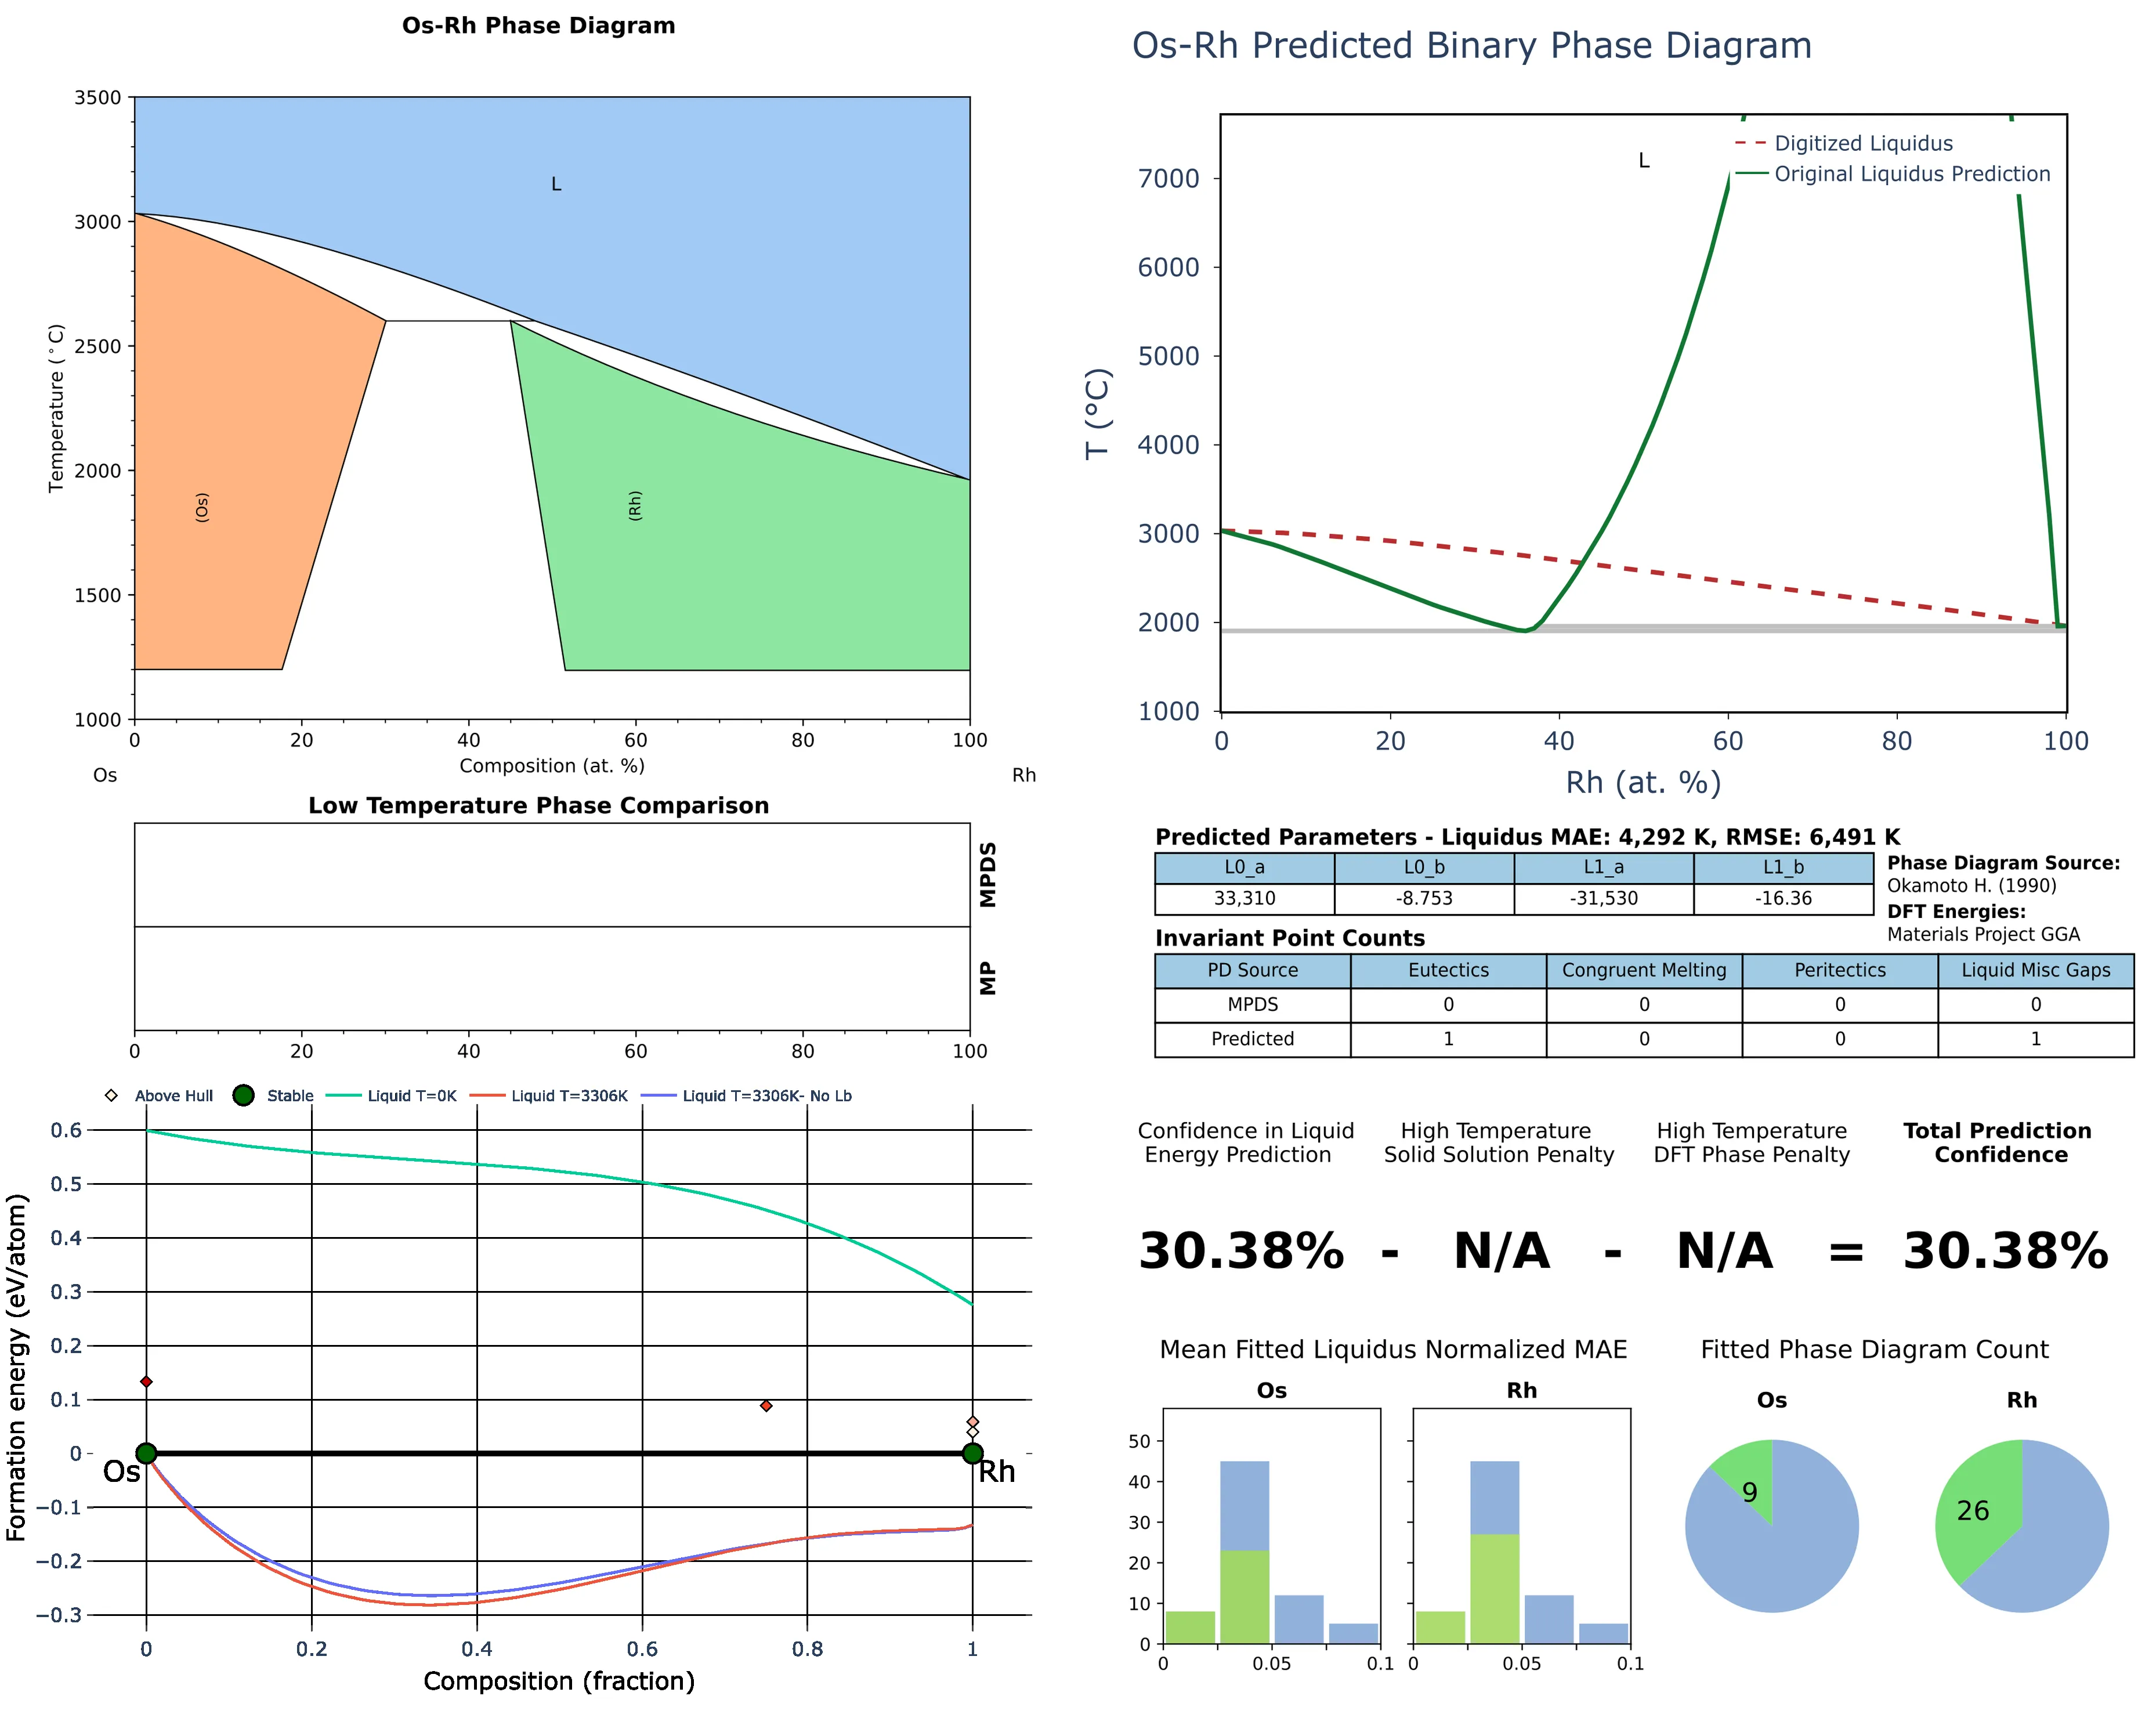 Os-Rh Phase Diagram
3500
3000
2500
2000
1500
1000
Temperature (°C)
L
(Os)
(Rh)
0 20 40 60 80 100
Composition (at. %)
Os Rh
Low Temperature Phase Comparison
MPDS
MP
0 20 40 60 80 100
Os-Rh Predicted Binary Phase Diagram
L
Digitized Liquidus
Original Liquidus Prediction
7000
6000
5000
4000
3000
2000
1000
T (°C)
0 20 40 60 80 100
Rh (at. %)
Predicted Parameters - Liquidus MAE: 4,292 K, RMSE: 6,491 K
L0_a L0_b L1_a L1_b
33,310 -8.753 -31,530 -16.36
Phase Diagram Source:
Okamoto H. (1990)
DFT Energies:
Materials Project GGA
Invariant Point Counts
PD Source Eutectics Congruent Melting Peritectics Liquid Misc Gaps
MPDS 0 0 0 0
Predicted 1 0 0 1
Above Hull Stable Liquid T=0K Liquid T=3306K Liquid T=3306K- No Lb
0.6
0.5
0.4
0.3
0.2
0.1
0
−0.1
−0.2
−0.3
Formation energy (eV/atom)
Os Rh
0 0.2 0.4 0.6 0.8 1
Composition (fraction)
Confidence in Liquid
Energy Prediction
High Temperature
Solid Solution Penalty
High Temperature
DFT Phase Penalty
Total Prediction
Confidence
30.38% - N/A - N/A = 30.38%
Mean Fitted Liquidus Normalized MAE
Os Rh
50
40
30
20
10
0
0 0.05 0.1 0 0.05 0.1
Fitted Phase Diagram Count
Os Rh
9 26